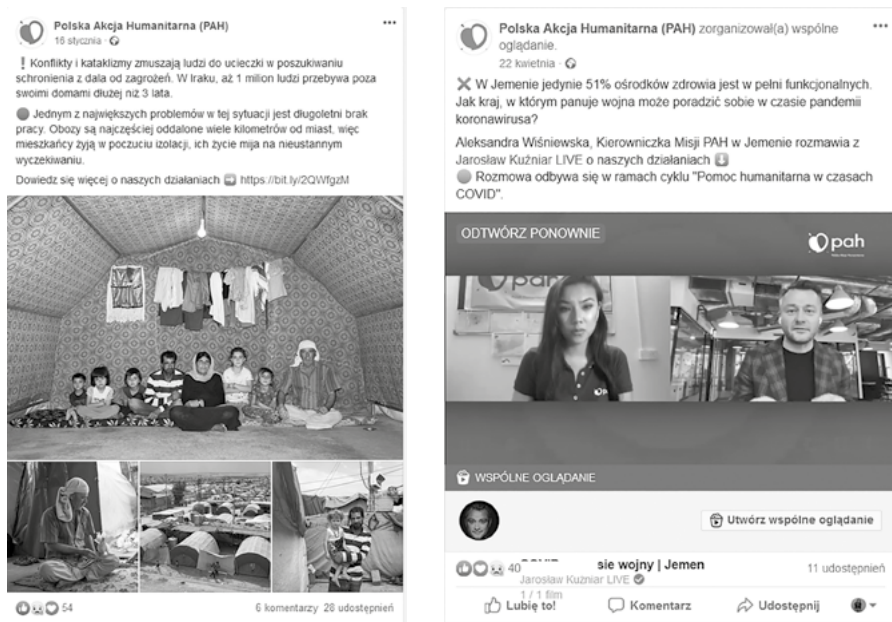 Polska Akcja Humanitarna (PAH)
16 stycznia ·
❗ Konflikty i kataklizmy zmuszają ludzi do ucieczki w poszukiwaniu
schronienia z dala od zagrożeń. W Iraku, aż 1 milion ludzi przebywa poza
swoimi domami dłużej niż 3 lata.
Jednym z największych problemów w tej sytuacji jest długoletni brak
pracy. Obozy są najczęściej oddalone wiele kilometrów od miast, więc
mieszkańcy żyją w poczuciu izolacji, ich życie mija na nieustannym
wyczekiwaniu.
Dowiedz się więcej o naszych działaniach ➡ https://bit.ly/2QWfgzM
54
6 komentarzy 28 udostępnień
Polska Akcja Humanitarna (PAH) zorganizował(a) wspólne
oglądanie.
22 kwietnia ·
❌ W Jemenie jedynie 51% ośrodków zdrowia jest w pełni funkcjonalnych.
Jak kraj, w którym panuje wojna może poradzić sobie w czasie pandemii
koronawirusa?
Aleksandra Wiśniewska, Kierowniczka Misji PAH w Jemenie rozmawia z
Jarosław Kuźniar LIVE o naszych działaniach ⬇
Rozmowa odbywa się w ramach cyklu "Pomoc humanitarna w czasach
COVID".
ODTWÓRZ PONOWNIE
pah
pah
WSPÓLNE OGLĄDANIE
Utwórz wspólne oglądanie
40
sie wojny | Jemen
11 udostępnień
Jarosław Kuźniar LIVE
1 / 1 film
Lubię to!
Komentarz
Udostępnij